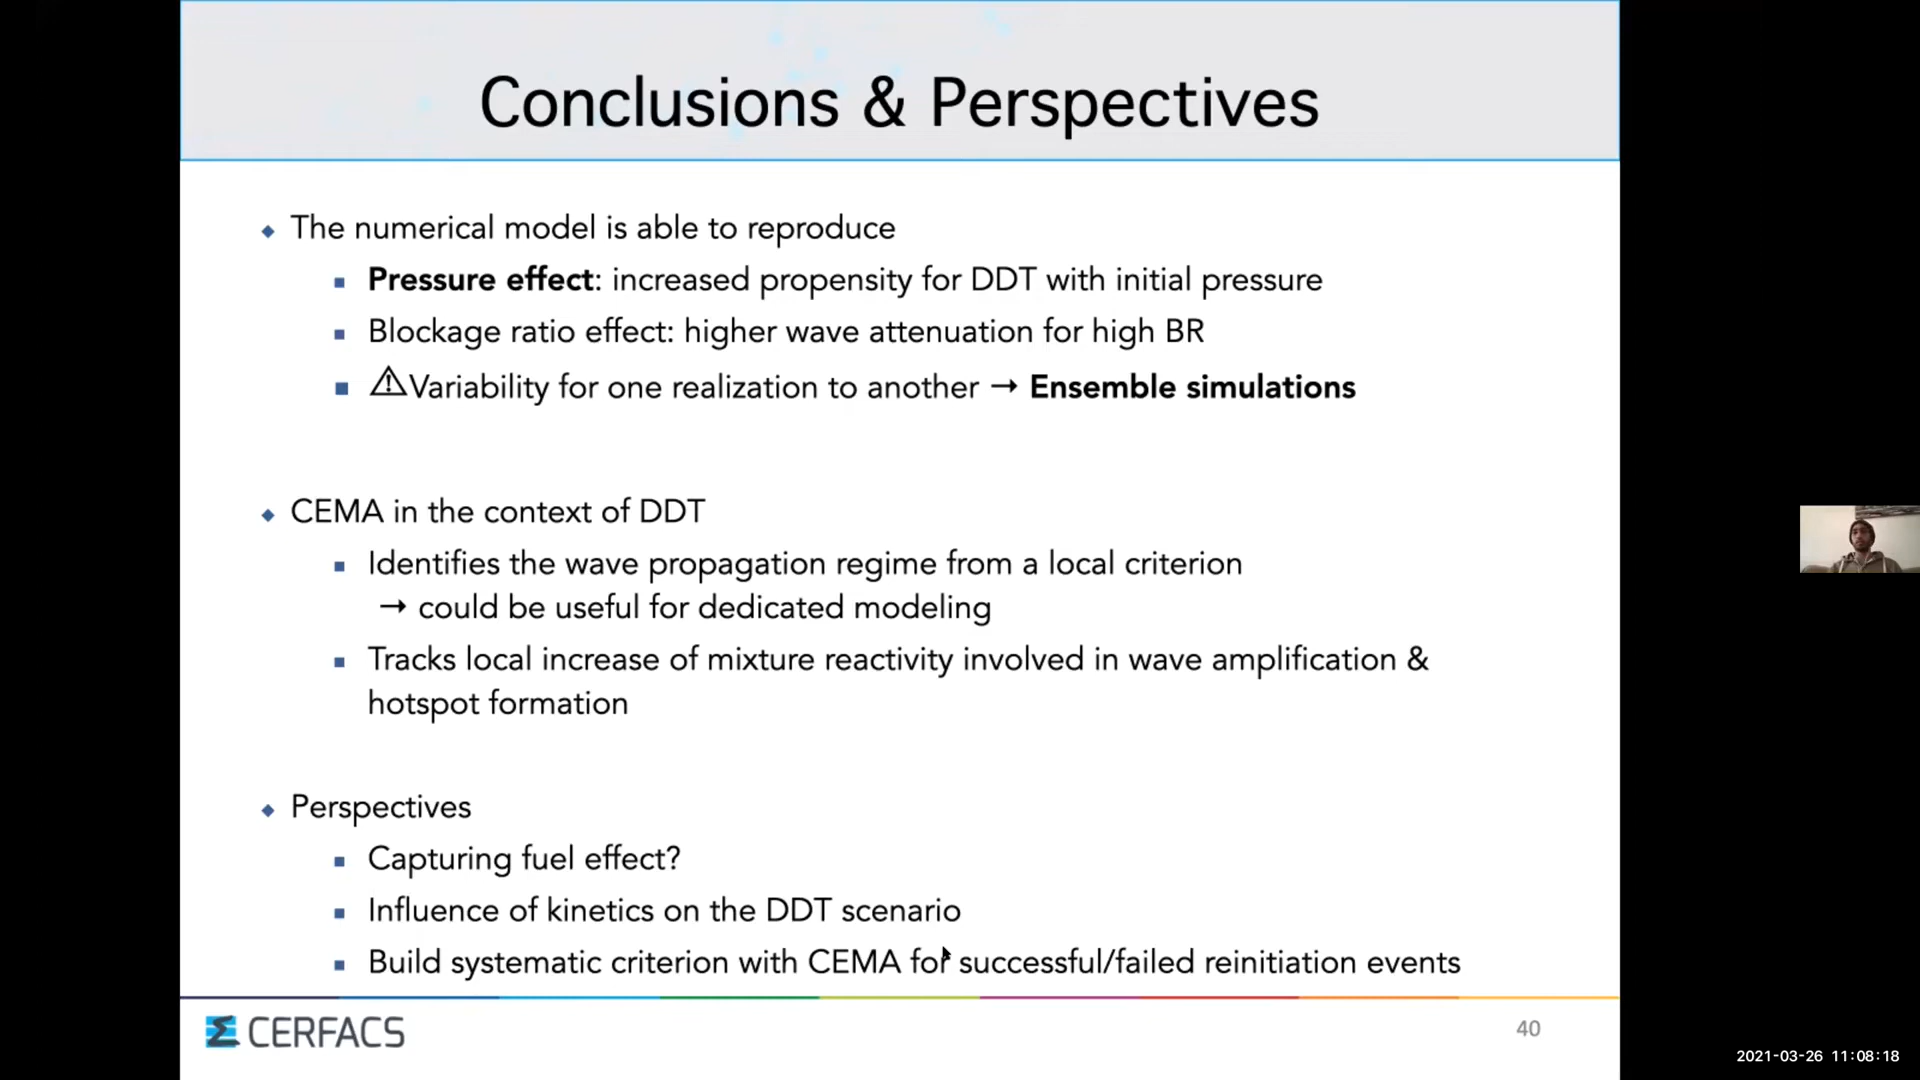 Conclusions & Perspectives
The numerical model is able to reproduce
Pressure effect: increased propensity for DDT with initial pressure
Blockage ratio effect: higher wave attenuation for high BR
⚠Variability for one realization to another → Ensemble simulations
CEMA in the context of DDT
Identifies the wave propagation regime from a local criterion
→ could be useful for dedicated modeling
Tracks local increase of mixture reactivity involved in wave amplification &
hotspot formation
Perspectives
Capturing fuel effect?
Influence of kinetics on the DDT scenario
Build systematic criterion with CEMA for successful/failed reinitiation events
CERFACS
40
2021-03-26 11:08:18